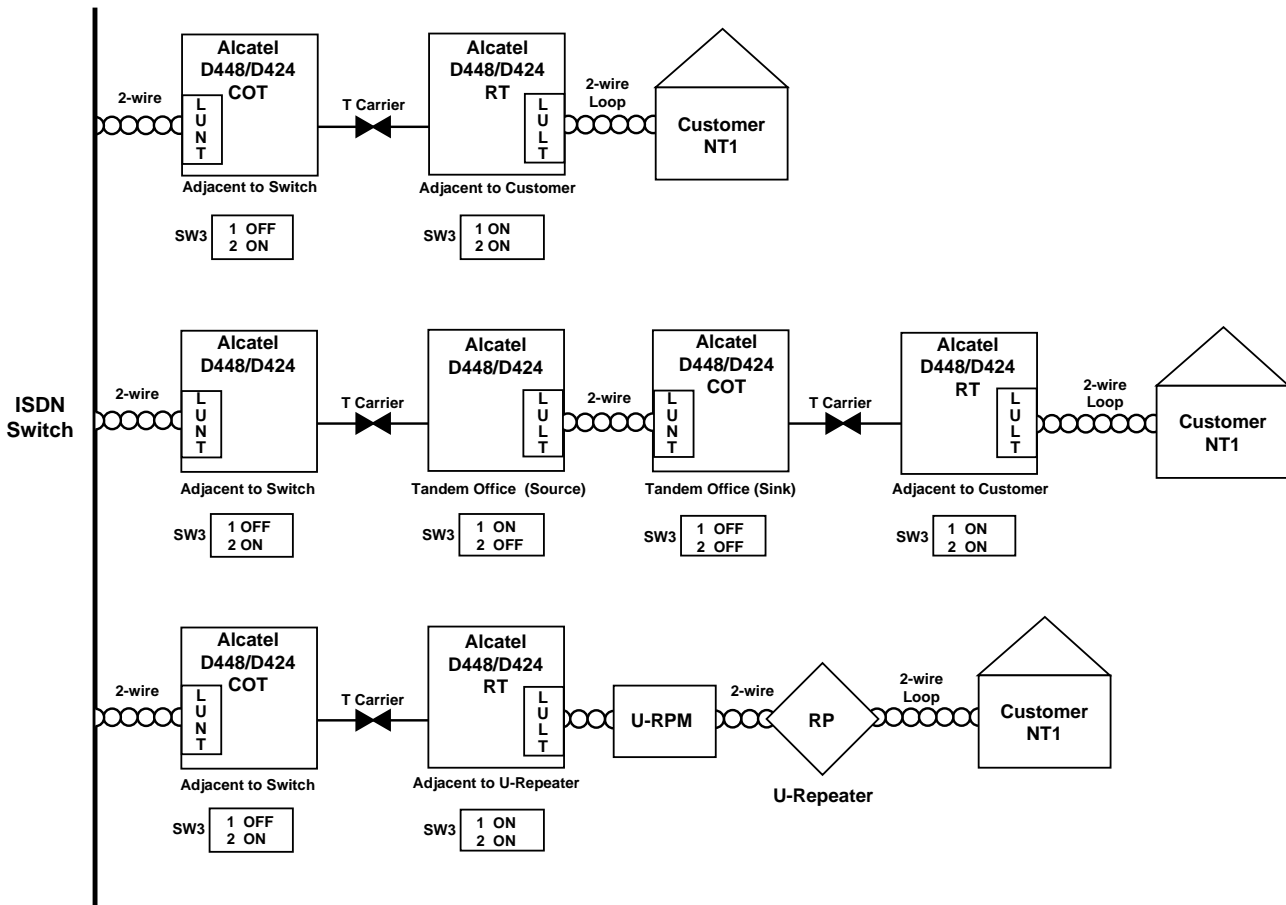 ISDN
Switch
2-wire
Alcatel
D448/D424
COT
L
U
N
T
T Carrier
Alcatel
D448/D424
RT
L
U
L
T
2-wire
Loop
Customer
NT1
Adjacent to Switch
Adjacent to Customer
SW3
1 OFF
2 ON
SW3
1 ON
2 ON
2-wire
Alcatel
D448/D424
L
U
N
T
T Carrier
Alcatel
D448/D424
L
U
L
T
2-wire
Alcatel
D448/D424
COT
L
U
N
T
T Carrier
Alcatel
D448/D424
RT
L
U
L
T
2-wire
Loop
Customer
NT1
Adjacent to Switch
Tandem Office (Source)
Tandem Office (Sink)
Adjacent to Customer
SW3
1 OFF
2 ON
SW3
1 ON
2 OFF
SW3
1 OFF
2 OFF
SW3
1 ON
2 ON
2-wire
Alcatel
D448/D424
COT
L
U
N
T
T Carrier
Alcatel
D448/D424
RT
L
U
L
T
U-RPM
2-wire
RP
U-Repeater
2-wire
Loop
Customer
NT1
Adjacent to Switch
Adjacent to U-Repeater
SW3
1 OFF
2 ON
SW3
1 ON
2 ON